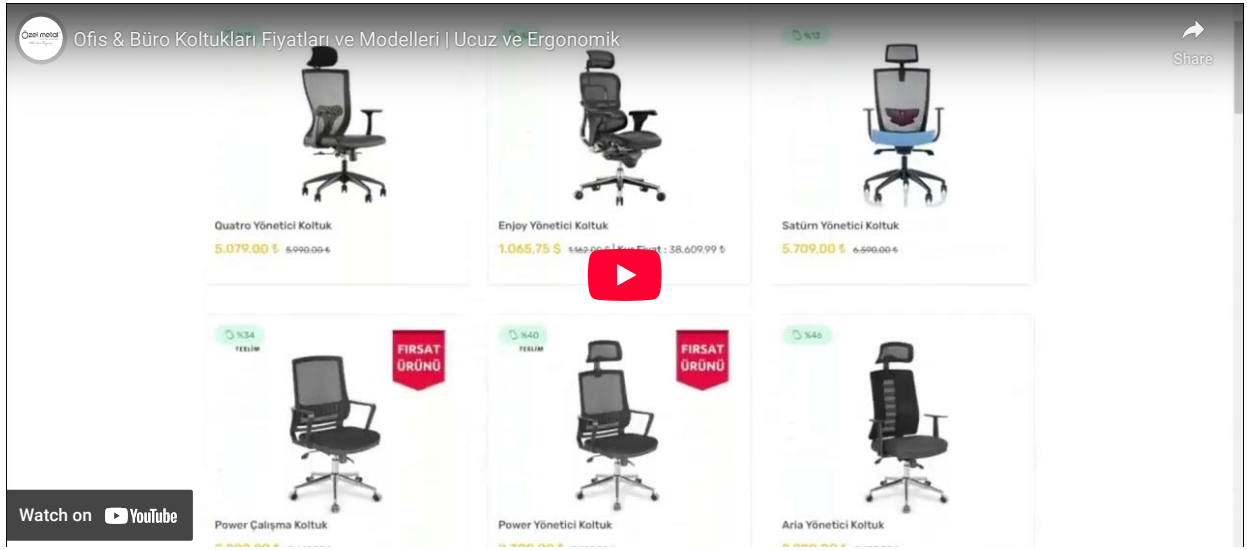 Özel metal
Ofis & Büro Koltukları Fiyatları ve Modelleri | Ucuz ve Ergonomik
Share
%13
Quatro Yönetici Koltuk
5.079,00 ₺ 5.990,00 ₺
Enjoy Yönetici Koltuk
1.065,75 $ 1.162,00 $ | Kur Fiyat : 38.609,99 ₺
Satürn Yönetici Koltuk
5.709,00 ₺ 6.590,00 ₺
%34
TESLİM
FIRSAT
ÜRÜNÜ
%40
TESLİM
FIRSAT
ÜRÜNÜ
%46
Watch on YouTube
Power Çalışma Koltuk
Power Yönetici Koltuk
Aria Yönetici Koltuk